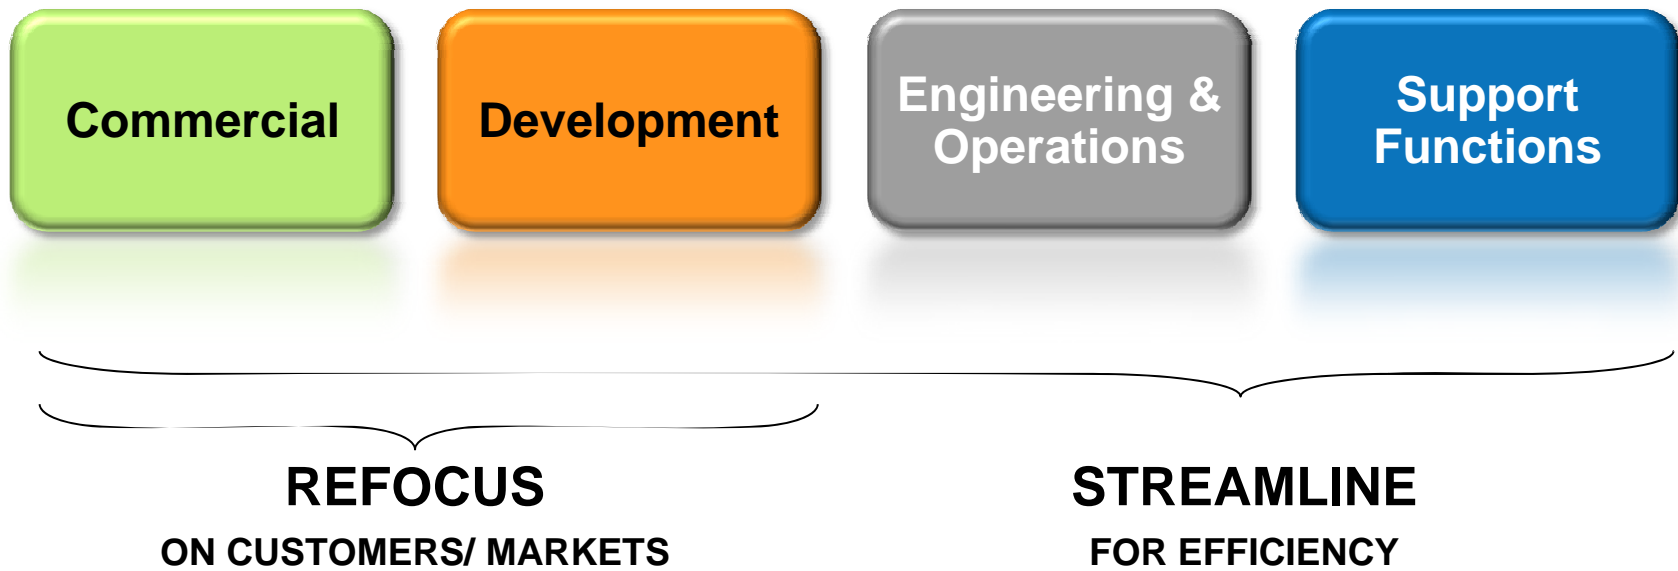 Commercial
Development
Engineering &
Operations
Support
Functions
REFOCUS
ON CUSTOMERS/ MARKETS
STREAMLINE
FOR EFFICIENCY